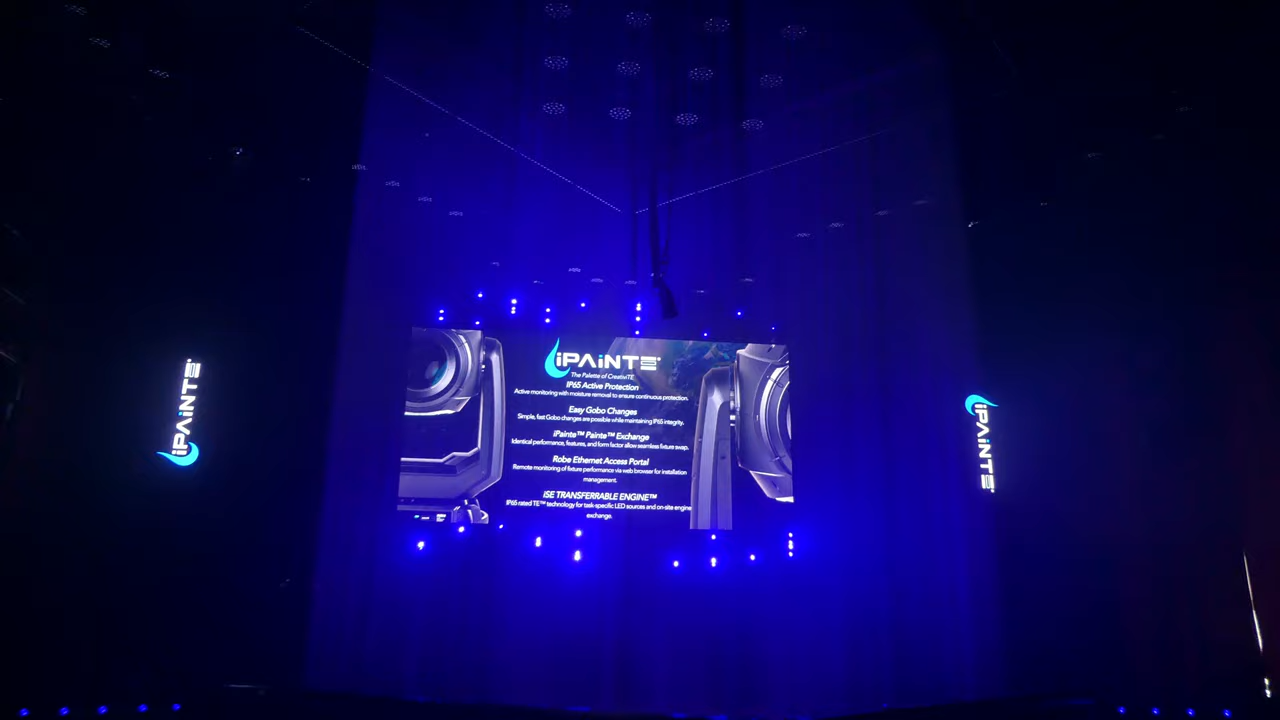 iPAiNTE®
The Palette of CreativiTE
IP65 Active Protection
Active monitoring with moisture removal to ensure continuous protection.
Easy Gobo Changes
Simple, fast Gobo changes are possible while maintaining IP65 integrity.
iPainte™ Painte™ Exchange
Identical performance, features, and form factor allow seamless fixture swap.
Robe Ethernet Access Portal
Remote monitoring of fixture performance via web browser for installation
management.
iSE TRANSFERRABLE ENGINE™
IP65 rated TE™ technology for task-specific LED sources and on-site engine
exchange.
iPAiNTE®
iPAiNTE®